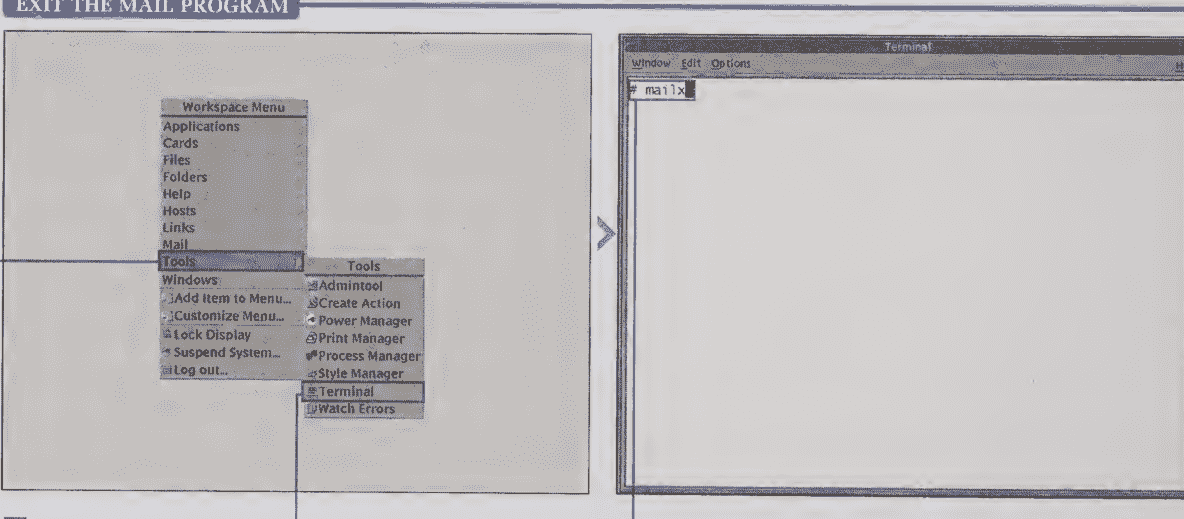 EXIT THE MAIL PROGRAM
Workspace Menu
Applications
Cards
Files
Folders
Help
Hosts
Links
Mail
Tools
Windows
Add Item to Menu...
Customize Menu...
Lock Display
Suspend System...
Log out...
Tools
Admintool
Create Action
Power Manager
Print Manager
Process Manager
Style Manager
Terminal
Watch Errors
Terminal
Window Edit Options
# mailx